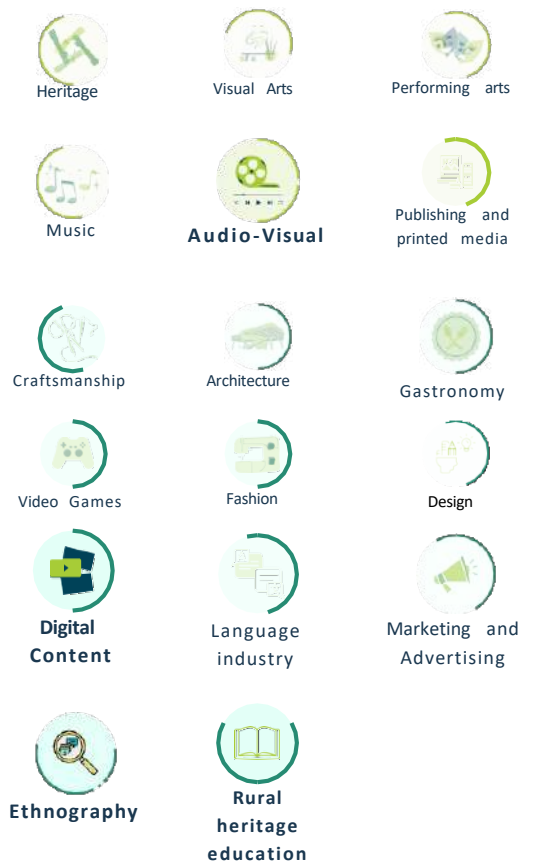 Heritage
Visual Arts
Performing arts
Music
Audio-Visual
Publishing and
printed media
Craftsmanship
Architecture
Gastronomy
Video Games
Fashion
Design
Digital
Content
Language
industry
Marketing and
Advertising
Ethnography
Rural
heritage
education